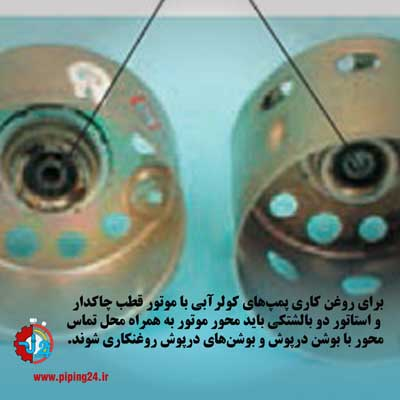 برای روغن کاری پمپ‌های کولرآبی با موتور قطب چاکدار
و استاتور دو بالشتکی باید محور موتور به همراه محل تماس
محور با بوشن درپوش و بوشن‌های درپوش روغنکاری شوند.
www.piping24.ir